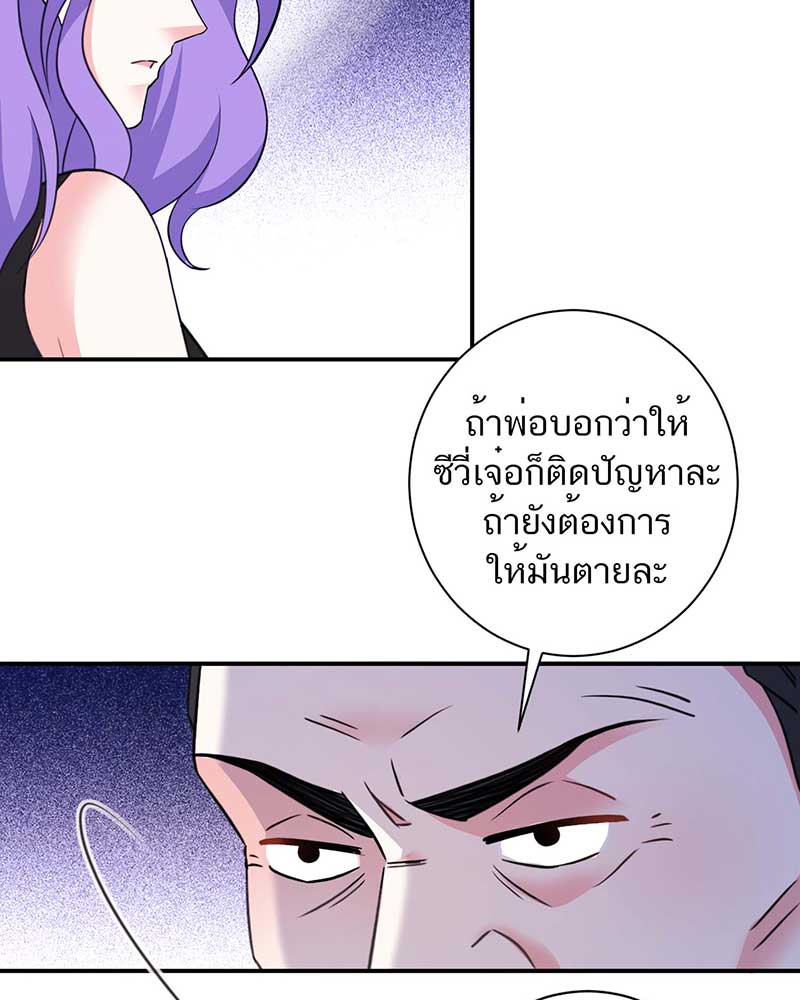 ถ้าพ่อบอกว่าให้
ซีวี่เจ๋อก็ติดปัญหาละ
ถ้ายังต้องการ
ให้มันตายละ